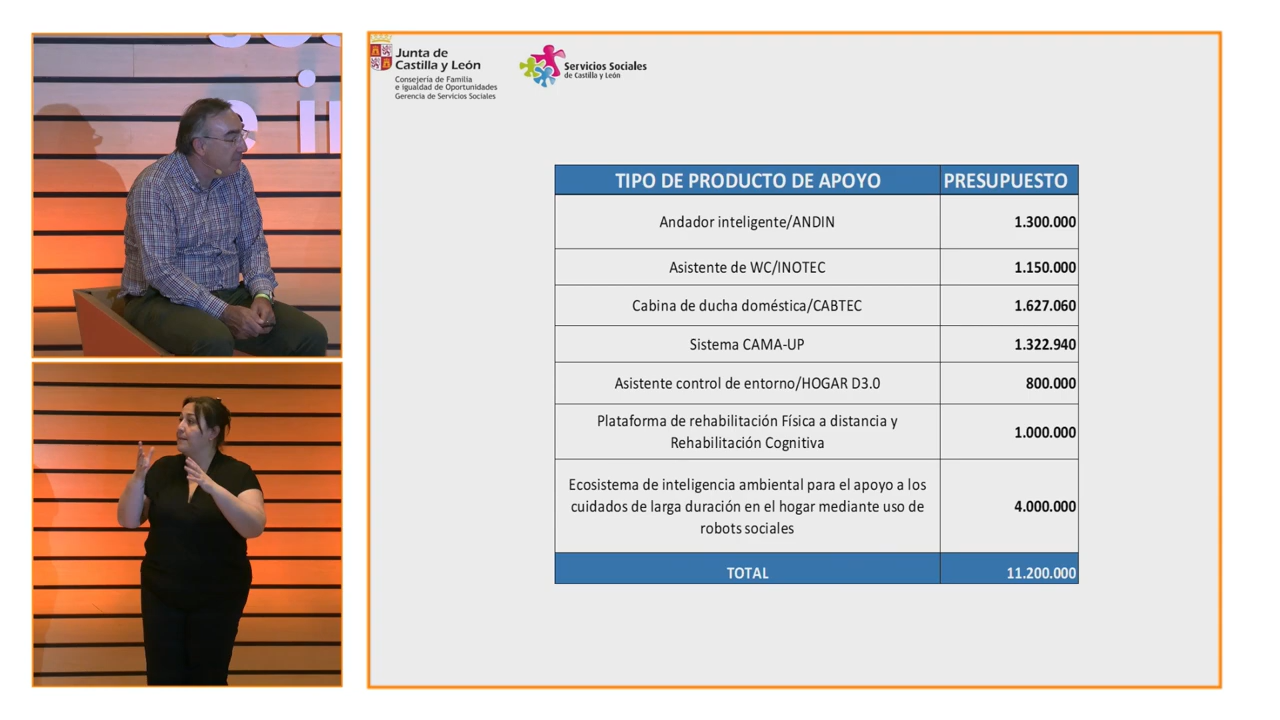 Junta de
Castilla y León
Consejería de Familia
e igualdad de Oportunidades
Gerencia de Servicios Sociales
Servicios Sociales
de Castilla y León
TIPO DE PRODUCTO DE APOYO PRESUPUESTO
Andador inteligente/ANDIN 1.300.000
Asistente de WC/INOTEC 1.150.000
Cabina de ducha doméstica/CABTEC 1.627.060
Sistema CAMA-UP 1.322.940
Asistente control de entorno/HOGAR D3.0 800.000
Plataforma de rehabilitación Física a distancia y
Rehabilitación Cognitiva 1.000.000
Ecosistema de inteligencia ambiental para el apoyo a los
cuidados de larga duración en el hogar mediante uso de
robots sociales 4.000.000
TOTAL 11.200.000